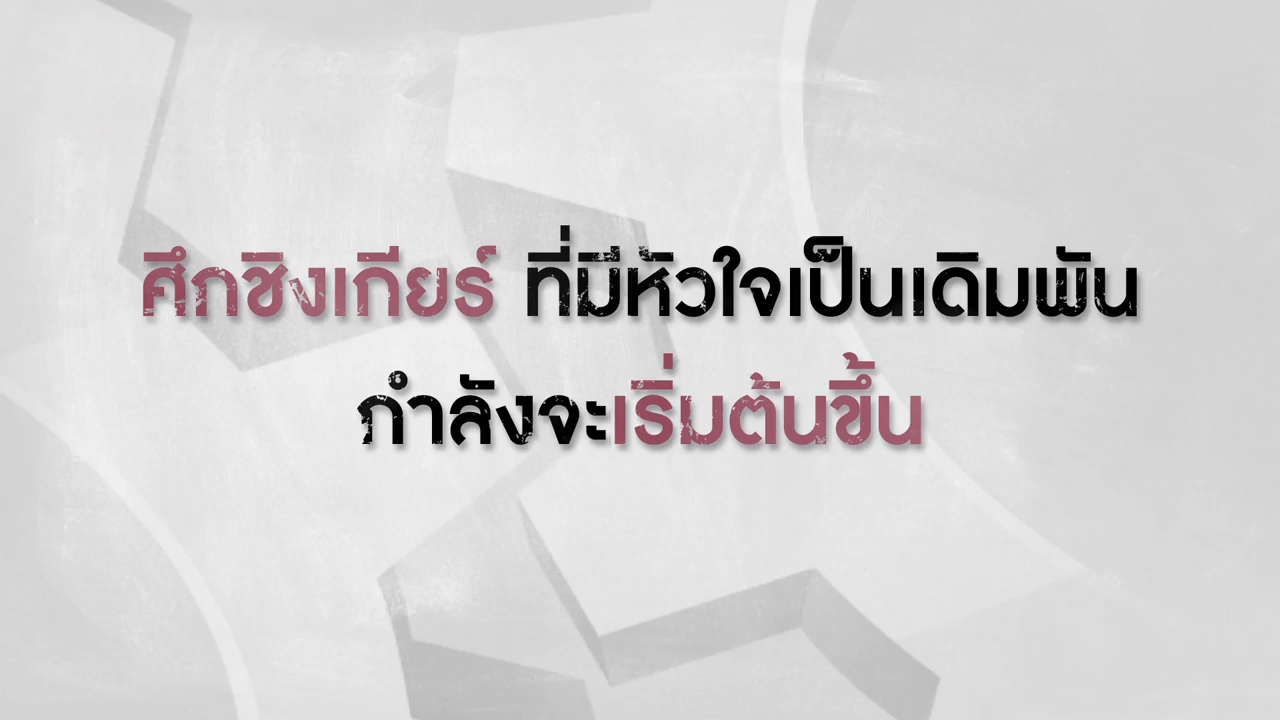 ศึกชิงเกียร์ ที่มีหัวใจเป็นเดิมพัน
กำลังจะเริ่มต้นขึ้น